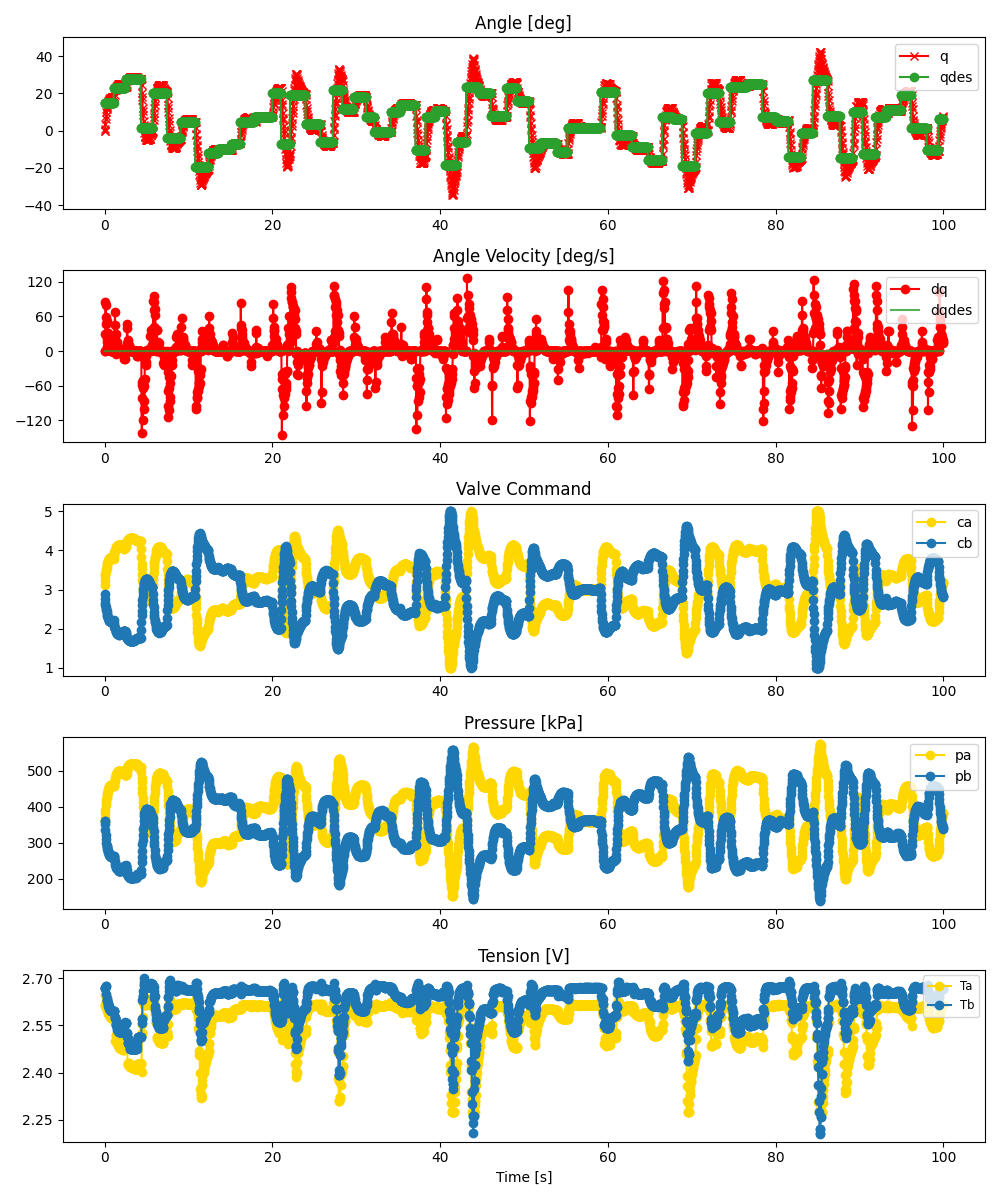 Angle [deg]
40
20
0
−20
−40
q
qdes
0 20 40 60 80 100
Angle Velocity [deg/s]
120
60
0
−60
−120
dq
dqdes
0 20 40 60 80 100
Valve Command
5
4
3
2
1
ca
cb
0 20 40 60 80 100
Pressure [kPa]
500
400
300
200
pa
pb
0 20 40 60 80 100
Tension [V]
2.70
2.55
2.40
2.25
Ta
Tb
0 20 40 60 80 100
Time [s]